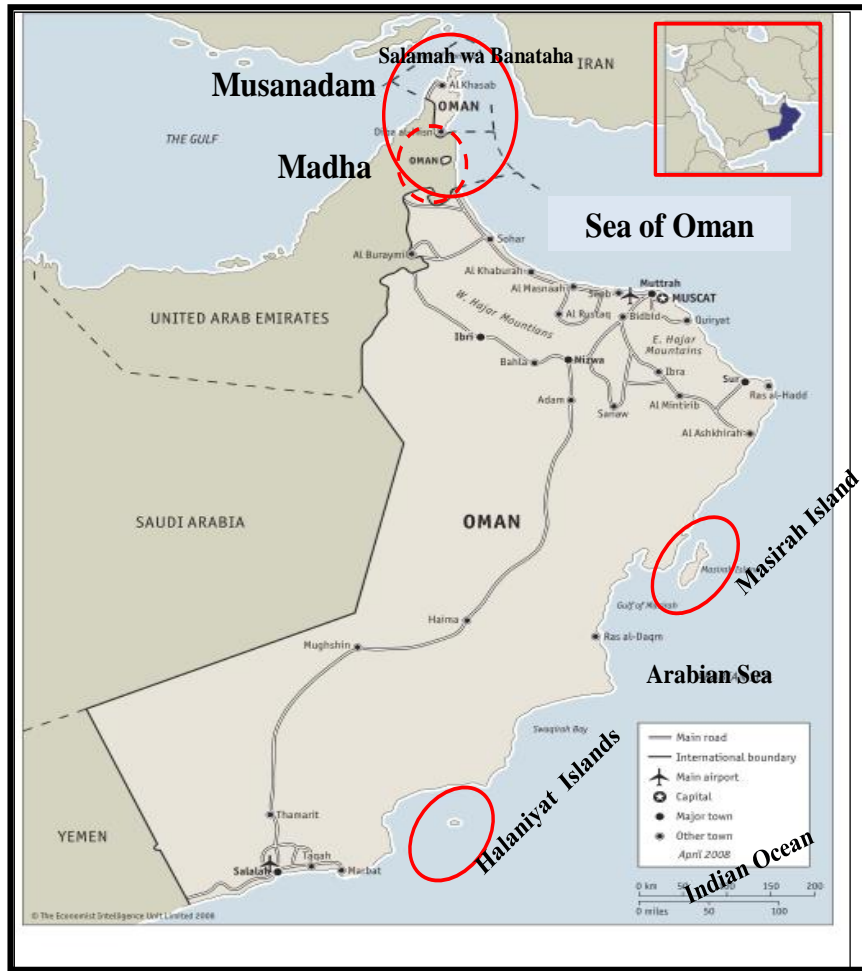 Salamah wa Banataha
IRAN
Musanadam
Al Khasab
OMAN
THE GULF
Madha
OMAN
Sea of Oman
Sohar
Al Buraymi
Al Khaburah
Al Masnaah
Seeb
Muttrah
MUSCAT
W. Hajar Mountians
Al Rustaq
Bidbid
Quiryat
UNITED ARAB EMIRATES
Ibri
Bahla
Nizwa
E. Hajar
Mountains
Ibra
Sur
Ras al-Hadd
Adam
Sanaw
Al Mintirib
Al Ashkhirah
SAUDI ARABIA
OMAN
Masirah Island
Gulf of Masirah
Haima
Ras al-Daqm
Mughshin
Arabian Sea
Sawqirah Bay
Halaniyat Islands
Main road
International boundary
Main airport
Capital
Major town
Other town
April 2008
Thamarit
YEMEN
Taqah
Salalah
Marbat
Indian Ocean
0 km 50 100 150 200
0 miles 50 100
© The Economist Intelligence Unit Limited 2008